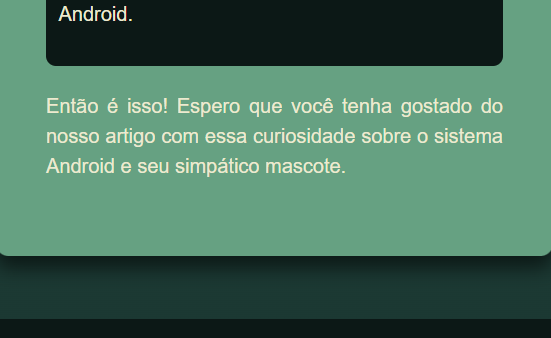 Android.
Então é isso! Espero que você tenha gostado do
nosso artigo com essa curiosidade sobre o sistema
Android e seu simpático mascote.